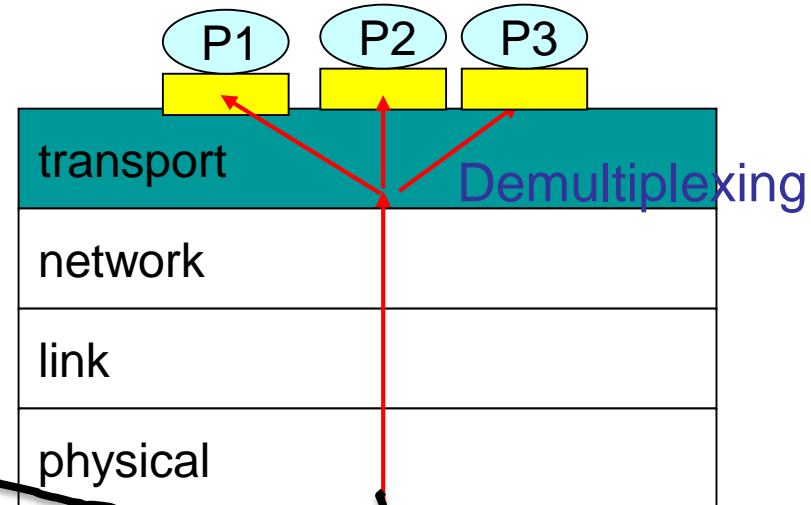 P1 P2 P3
transport
Demultiplexing
network
link
physical